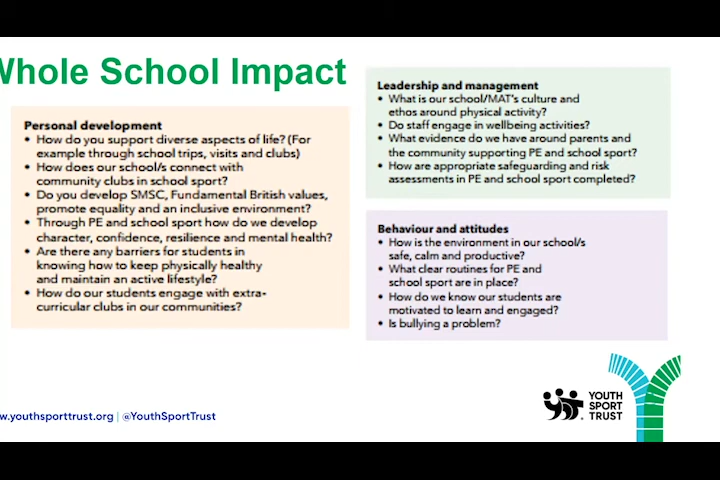 Whole School Impact
Personal development
• How do you support diverse aspects of life? (For
example through school trips, visits and clubs)
• How does our school/s connect with
community clubs in school sport?
• Do you develop SMSC, Fundamental British values,
promote equality and an inclusive environment?
• Through PE and school sport how do we develop
character, confidence, resilience and mental health?
• Are there any barriers for students in
knowing how to keep physically healthy
and maintain an active lifestyle?
• How do our students engage with extra-
curricular clubs in our communities?
Leadership and management
• What is our school/MAT's culture and
ethos around physical activity?
• Do staff engage in wellbeing activities?
• What evidence do we have around parents and
the community supporting PE and school sport?
• How are appropriate safeguarding and risk
assessments in PE and school sport completed?
Behaviour and attitudes
• How is the environment in our school/s
safe, calm and productive?
• What clear routines for PE and
school sport are in place?
• How do we know our students are
motivated to learn and engaged?
• Is bullying a problem?
w.youthsporttrust.org | @YouthSportTrust
YOUTH
SPORT
TRUST